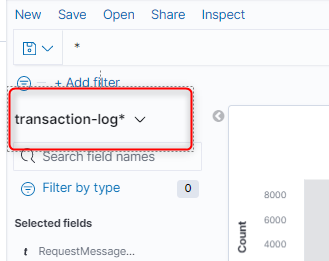 New Save Open Share Inspect
*
+ Add filter
transaction-log*
Search field names
Filter by type 0
Selected fields
t RequestMessage...
Count
8000
6000
4000